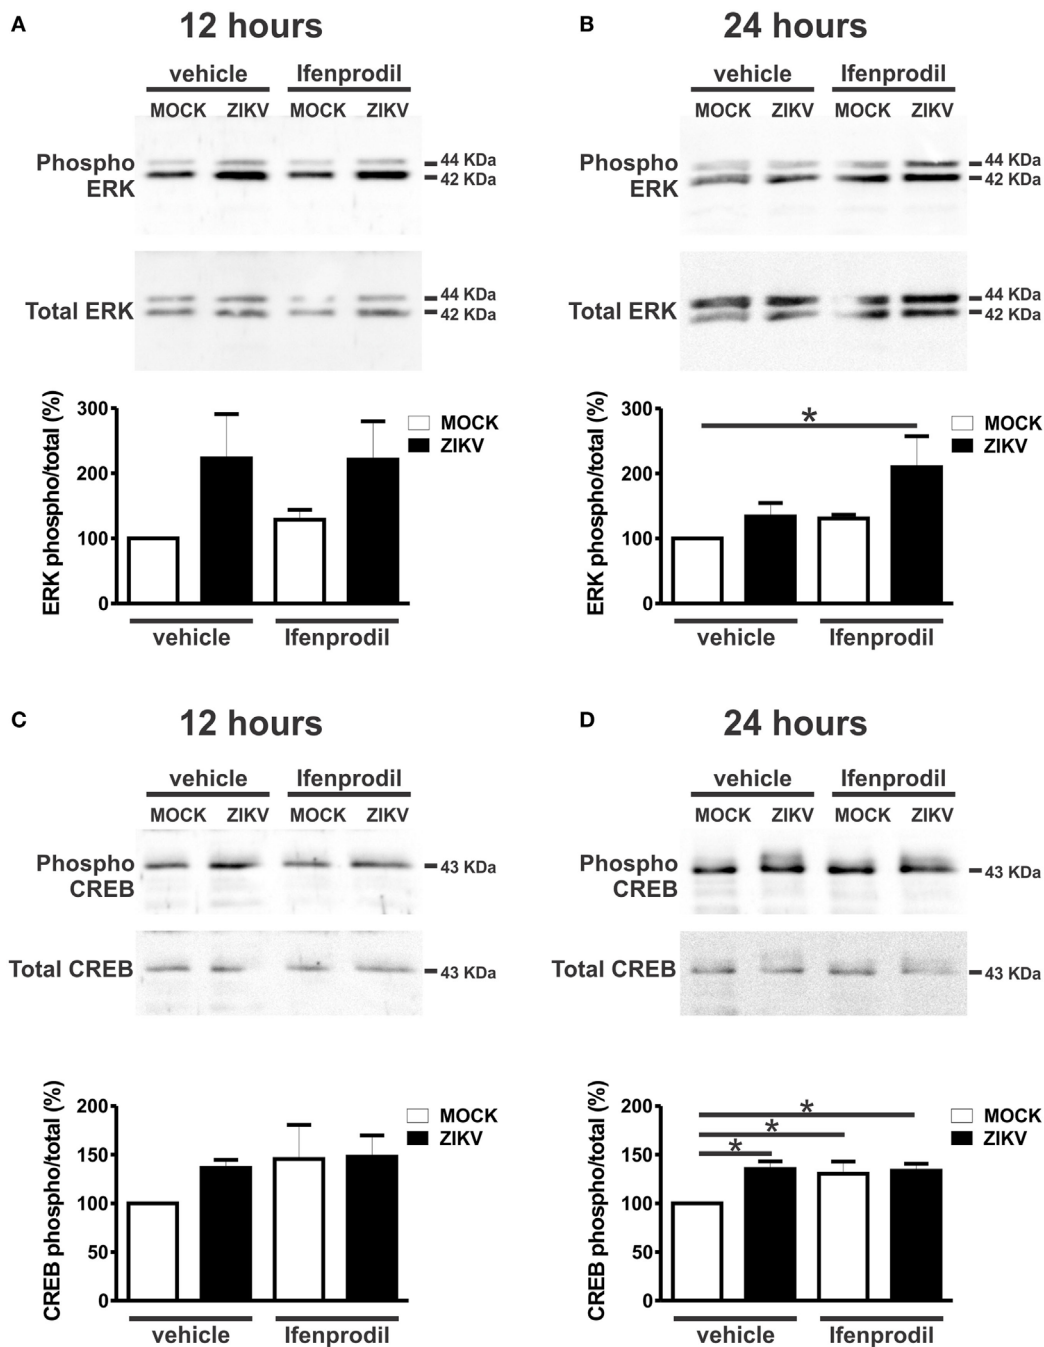 A
12 hours
vehicle
Ifenprodil
MOCK ZIKV MOCK ZIKV
Phospho
ERK
44 KDa
42 KDa
Total ERK
44 KDa
42 KDa
ERK phospho/total (%)
300
200
100
0
MOCK
ZIKV
vehicle
Ifenprodil
B
24 hours
vehicle
Ifenprodil
MOCK ZIKV MOCK ZIKV
Phospho
ERK
44 KDa
42 KDa
Total ERK
44 KDa
42 KDa
ERK phospho/total (%)
300
200
100
0
*
MOCK
ZIKV
vehicle
Ifenprodil
C
12 hours
vehicle
Ifenprodil
MOCK ZIKV MOCK ZIKV
Phospho
CREB
43 KDa
Total CREB
43 KDa
CREB phospho/total (%)
200
150
100
50
0
MOCK
ZIKV
vehicle
Ifenprodil
D
24 hours
vehicle
Ifenprodil
MOCK ZIKV MOCK ZIKV
Phospho
CREB
43 KDa
Total CREB
43 KDa
CREB phospho/total (%)
200
150
100
50
0
*
*
*
MOCK
ZIKV
vehicle
Ifenprodil